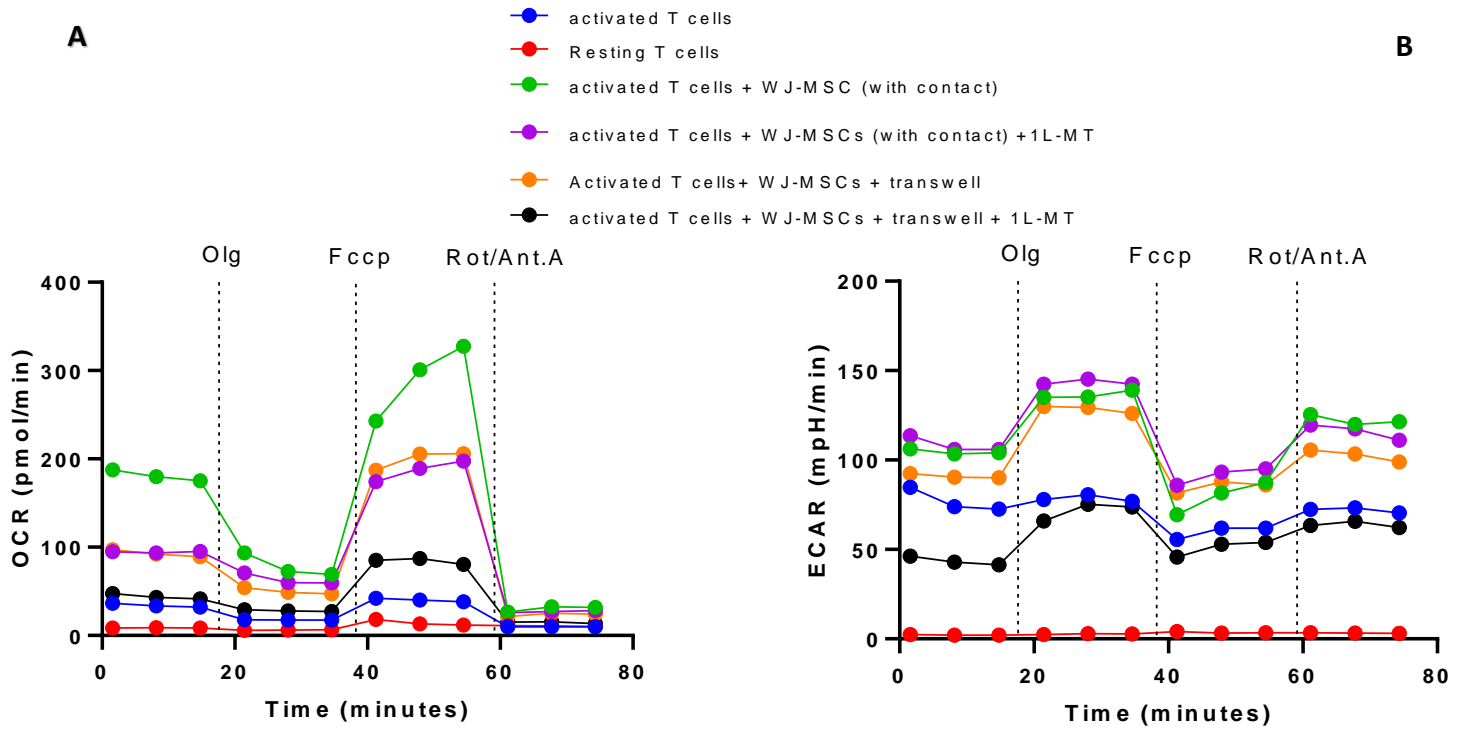 A
B
activated T cells
Resting T cells
activated T cells + WJ-MSC (with contact)
activated T cells + WJ-MSCs (with contact) +1L-MT
Activated T cells+ WJ-MSCs + transwell
activated T cells + WJ-MSCs + transwell + 1L-MT
Olg Fccp Rot/Ant.A
400
300
200
100
0
OCR (pmol/min)
0 20 40 60 80
Time (minutes)
Olg Fccp Rot/Ant.A
200
150
100
50
0
ECAR (mpH/min)
0 20 40 60 80
Time (minutes)